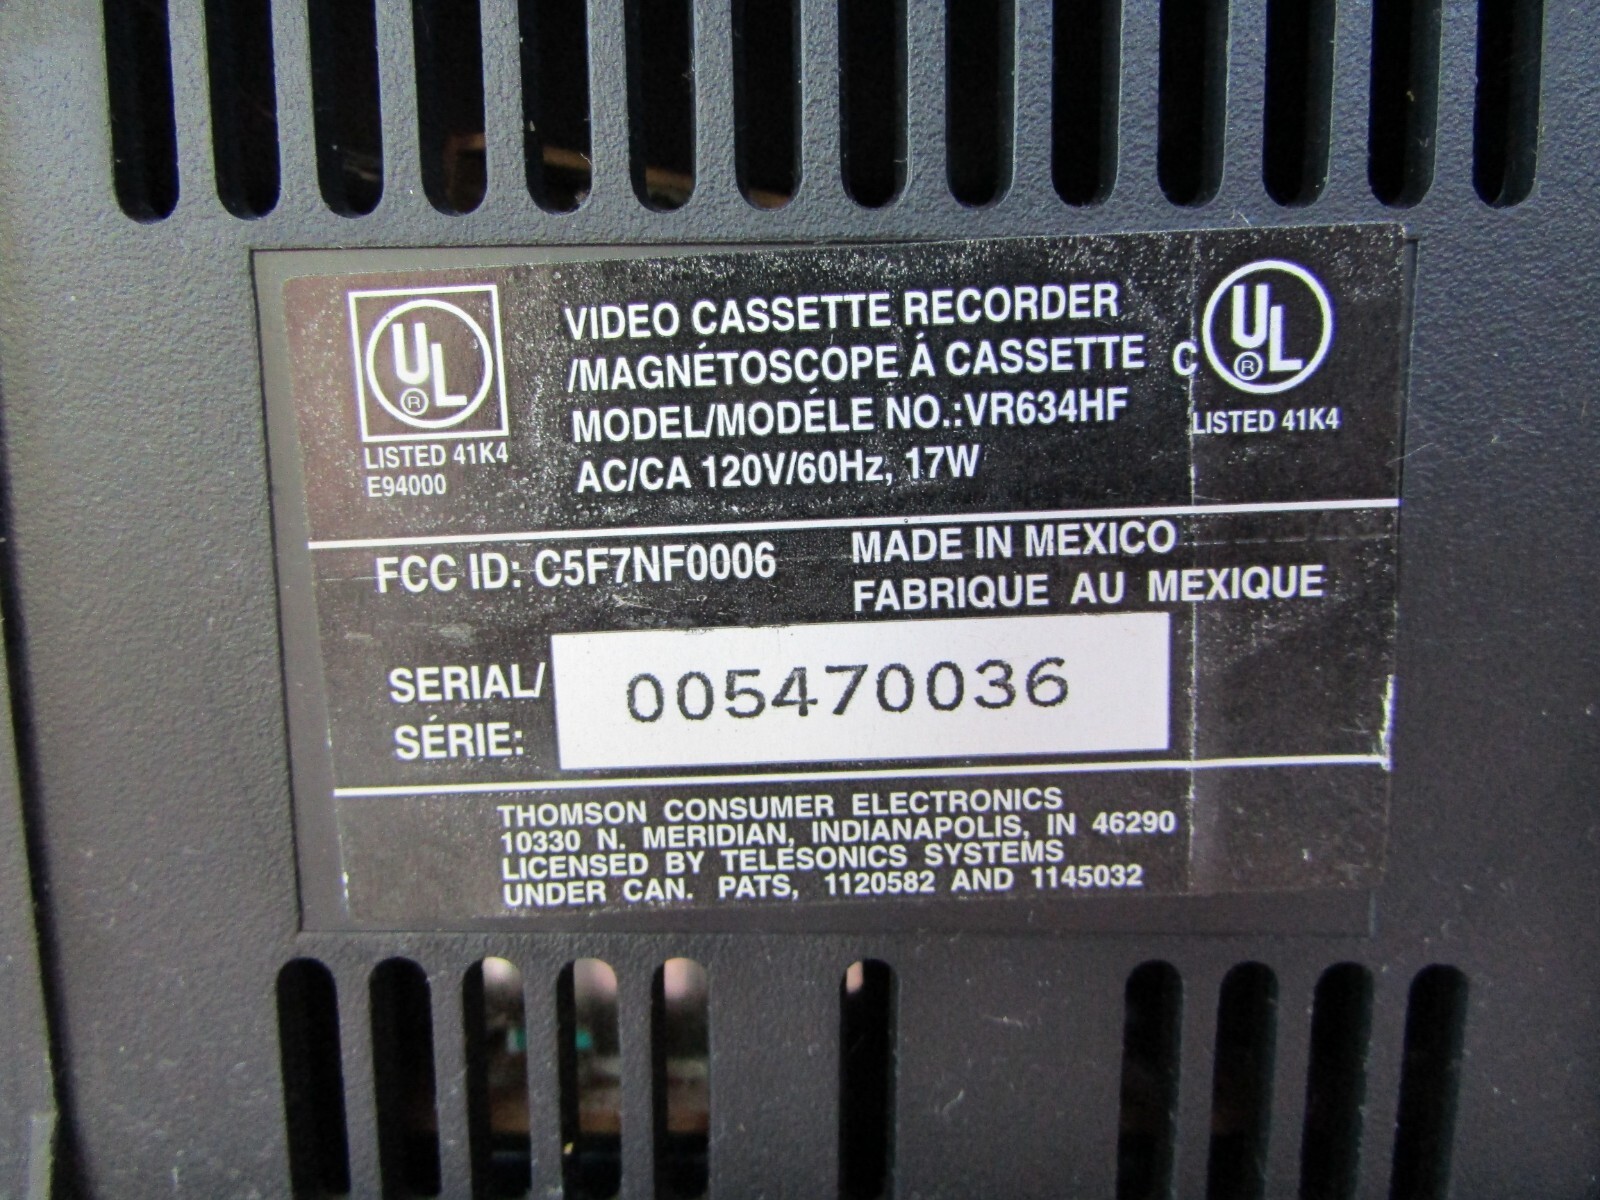 UL
®
LISTED 41K4
E94000
VIDEO CASSETTE RECORDER
/MAGNÉTOSCOPE Á CASSETTE
MODEL/MODÉLE NO.:VR634HF
AC/CA 120V/60Hz, 17W
C UL
®
LISTED 41K4
FCC ID: C5F7NF0006
MADE IN MEXICO
FABRIQUE AU MEXIQUE
SERIAL/
SÉRIE:
005470036
THOMSON CONSUMER ELECTRONICS
10330 N. MERIDIAN, INDIANAPOLIS, IN 46290
LICENSED BY TELESONICS SYSTEMS
UNDER CAN. PATS, 1120582 AND 1145032